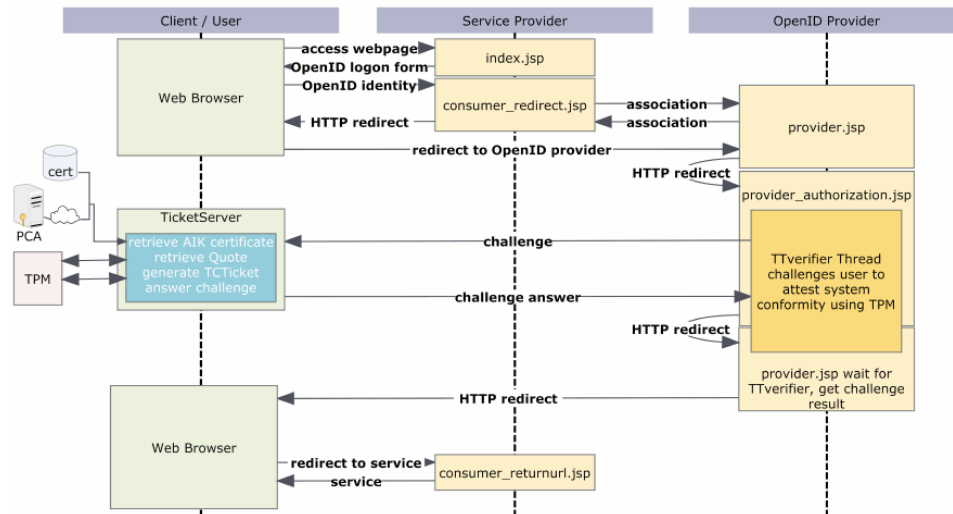 Client / User
Service Provider
OpenID Provider
access webpage
OpenID logon form
OpenID identity
index.jsp
Web Browser
consumer_redirect.jsp
association
association
HTTP redirect
provider.jsp
redirect to OpenID provider
HTTP redirect
cert
provider_authorization.jsp
PCA
TicketServer
retrieve AIK certificate
retrieve Quote
generate TCTicket
answer challenge
challenge
TPM
TTverifier Thread
challenges user to
attest system
conformity using TPM
challenge answer
HTTP redirect
provider.jsp wait for
TTverifier, get challenge
result
HTTP redirect
Web Browser
redirect to service
service
consumer_returnurl.jsp